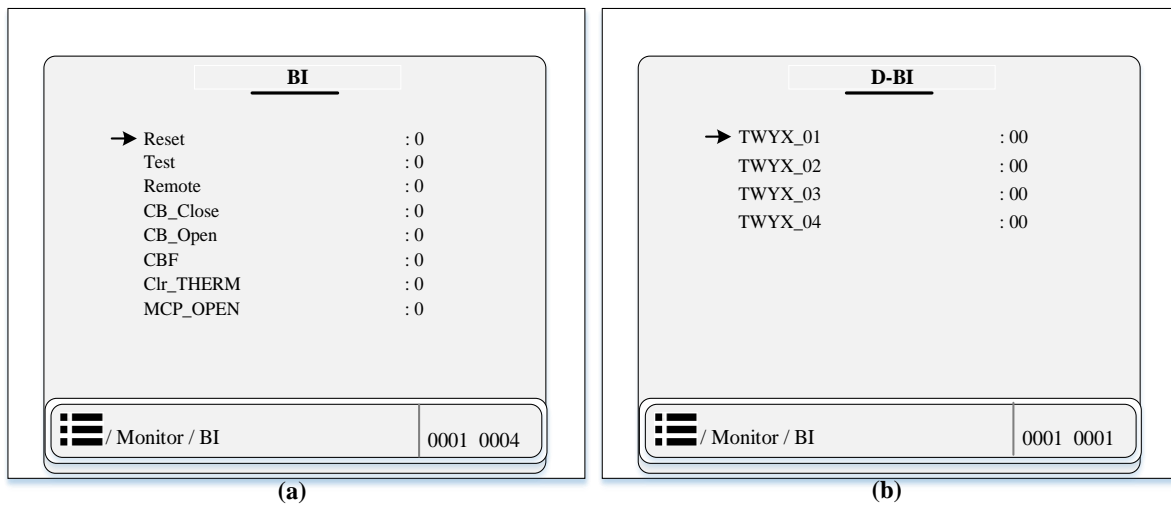 BI
Reset : 0
Test : 0
Remote : 0
CB_Close : 0
CB_Open : 0
CBF : 0
Clr_THERM : 0
MCP_OPEN : 0
/ Monitor / BI 0001 0004
(a)
D-BI
TWYX_01 : 00
TWYX_02 : 00
TWYX_03 : 00
TWYX_04 : 00
/ Monitor / BI 0001 0001
(b)